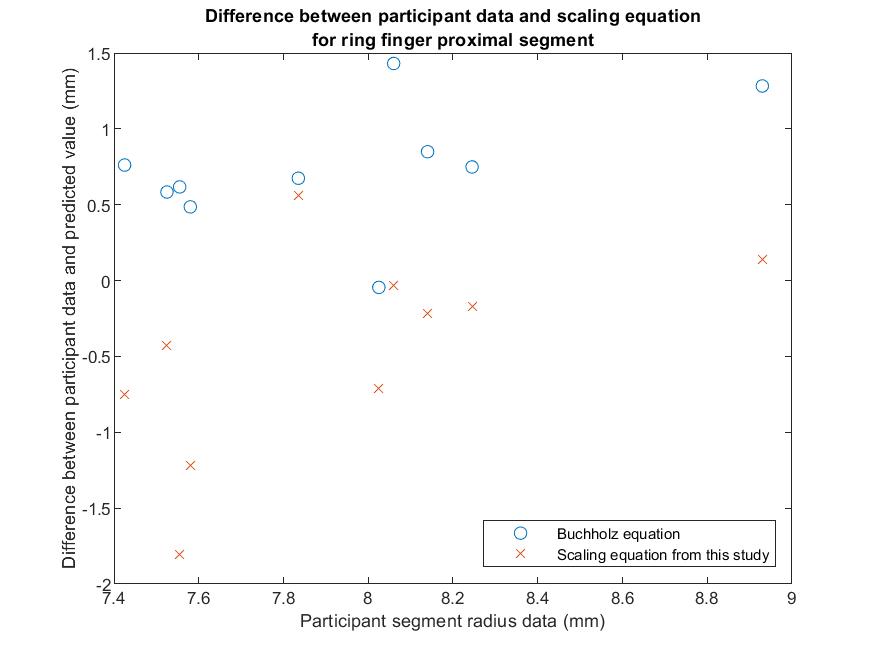 Difference between participant data and scaling equation
for ring finger proximal segment
Difference between participant data and predicted value (mm)
1.5
1
0.5
0
-0.5
-1
-1.5
-2
7.4
7.6
7.8
8
8.2
8.4
8.6
8.8
9
Participant segment radius data (mm)
Buchholz equation
Scaling equation from this study